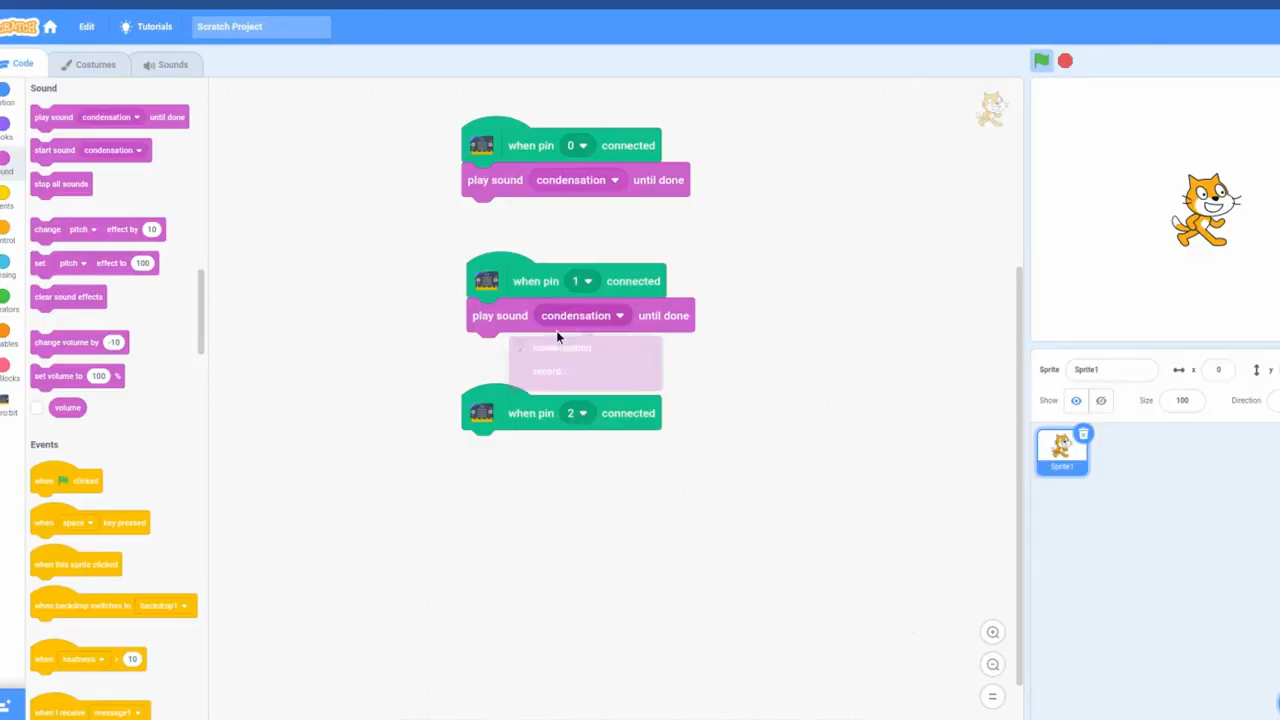 SCRATCH
Edit
Tutorials
Scratch Project
Code
Costumes
Sounds
Sound
play sound condensation until done
start sound condensation
stop all sounds
change pitch effect by 10
set pitch effect to 100
clear sound effects
change volume by -10
set volume to 100 %
volume
Events
when clicked
when space key pressed
when this sprite clicked
when backdrop switches to backdrop1
when loudness > 10
when I receive message1
when pin 0 connected
play sound condensation until done
when pin 1 connected
play sound condensation until done
condensation
record...
when pin 2 connected
Sprite
Sprite1
x 0
y
Show
Size 100
Direction
Sprite1